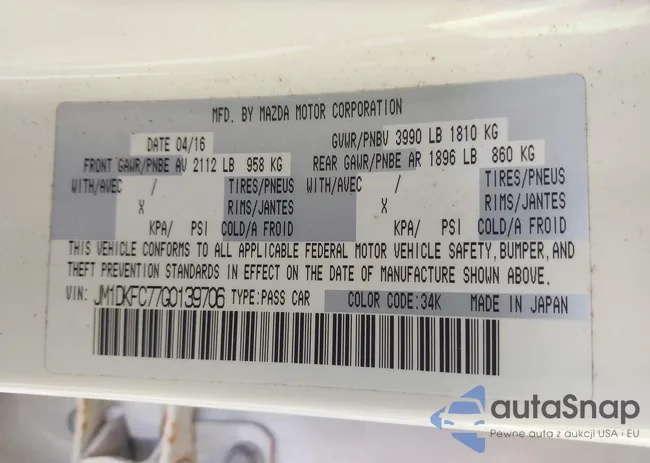 MFD. BY MAZDA MOTOR CORPORATION
DATE 04/16 GVWR/PNBV 3990 LB 1810 KG
FRONT GAWR/PNBE AV 2112 LB 958 KG REAR GAWR/PNBE AR 1896 LB 860 KG
WITH/AVEC / TIRES/PNEUS WITH/AVEC / TIRES/PNEUS
X RIMS/JANTES X RIMS/JANTES
KPA/ PSI COLD/A FROID KPA/ PSI COLD/A FROID
THIS VEHICLE CONFORMS TO ALL APPLICABLE FEDERAL MOTOR VEHICLE SAFETY, BUMPER, AND
THEFT PREVENTION STANDARDS IN EFFECT ON THE DATE OF MANUFACTURE SHOWN ABOVE.
VIN: JM1DKFC77G0139706 TYPE:PASS CAR COLOR CODE:34K MADE IN JAPAN
autaSnap
Pewne auta z aukcji USA i EU